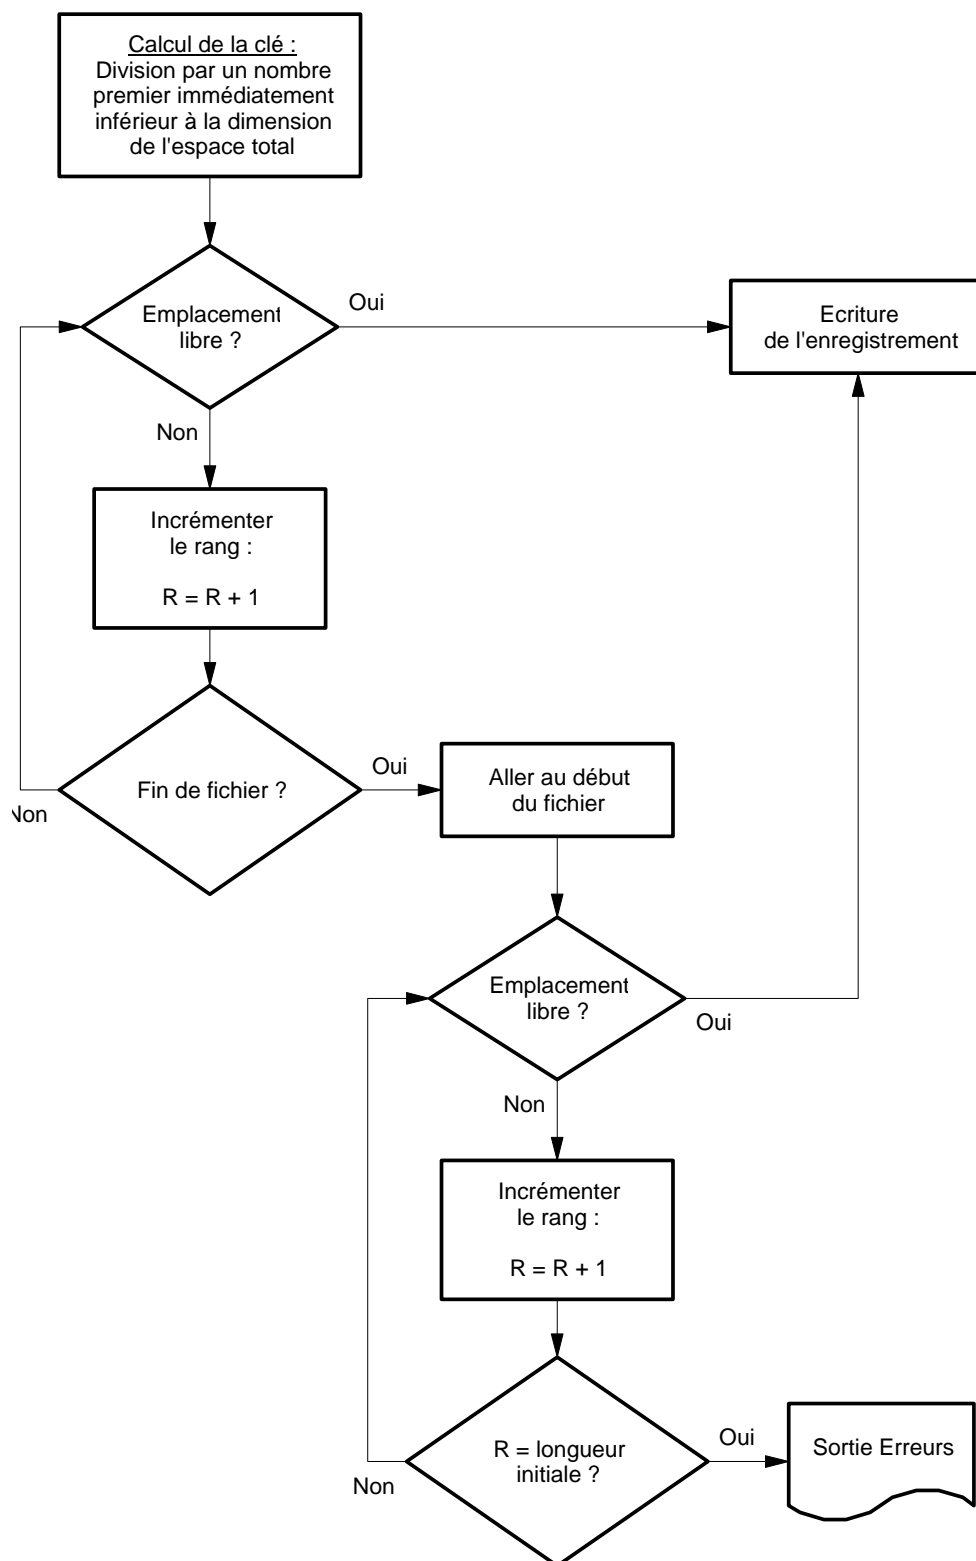 Calcul de la clé :
Division par un nombre
premier immédiatement
inférieur à la dimension
de l'espace total
Emplacement
libre ?
Oui
Ecriture
de l'enregistrement
Non
Incrémenter
le rang :
R = R + 1
Fin de fichier ?
Oui
Non
Aller au début
du fichier
Emplacement
libre ?
Oui
Non
Incrémenter
le rang :
R = R + 1
R = longueur
initiale ?
Oui
Non
Sortie Erreurs